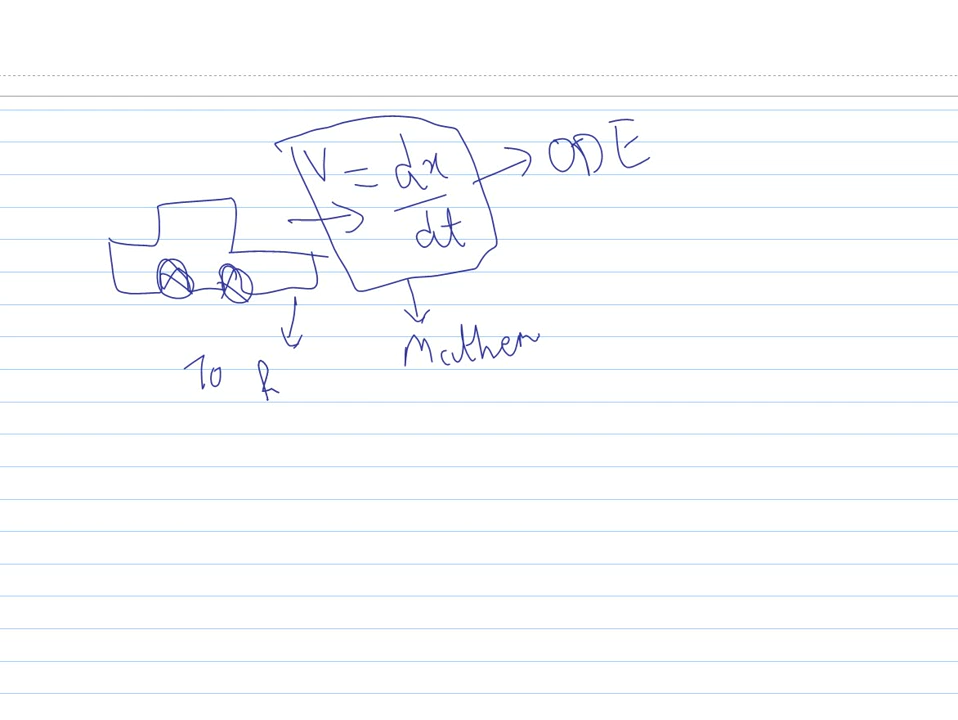 V = dx/dt → ODE
To
Mathem